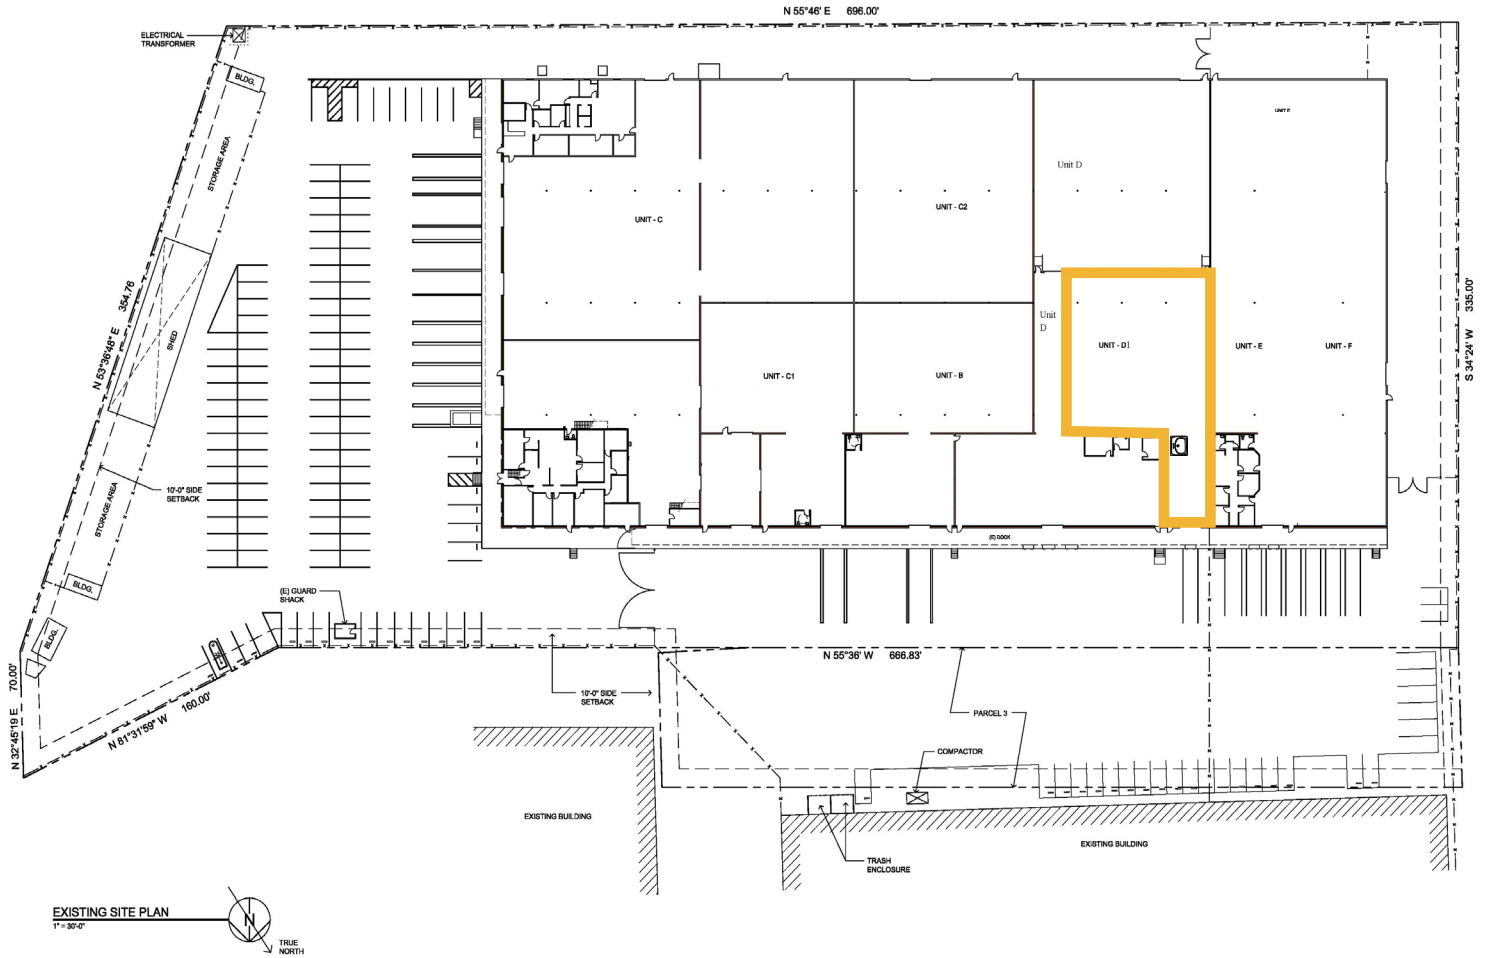 N 55°46' E 696.00'
ELECTRICAL
TRANSFORMER
BLDG.
STORAGE AREA
UNIT F
Unit D
UNIT - C
UNIT - C2
N 53°36'48" E 354.76
SHED
S 34°24' W 335.00'
Unit
D
UNIT - D1
UNIT - E
UNIT - F
UNIT - C1
UNIT - B
10'-0" SIDE
SETBACK
STORAGE AREA
(E) DOCK
BLDG.
(E) GUARD
SHACK
BLDG.
N 55°36' W 666.83'
N 32°45'19 E 70.00'
N 81°31'59" W 160.00'
10'-0" SIDE
SETBACK
PARCEL 3
COMPACTOR
EXISTING BUILDING
EXISTING BUILDING
TRASH
ENCLOSURE
EXISTING SITE PLAN
1" = 30'-0"
N
TRUE
NORTH